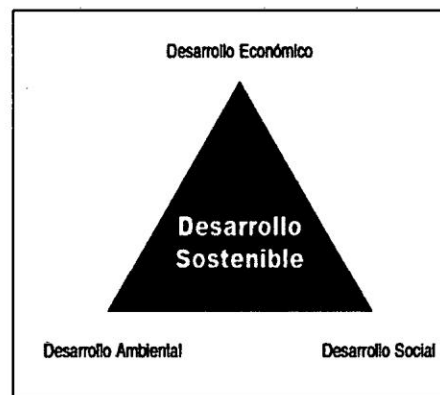 Desarrollo Económico
Desarrollo
Sostenible
Desarrollo Ambiental
Desarrollo Social